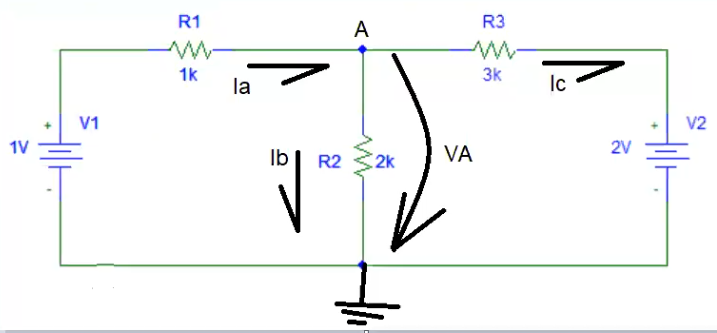 R1
A
R3
1k
Ia
3k
Ic
+
V1
1V
-
Ib
R2
2k
VA
+
V2
2V
-